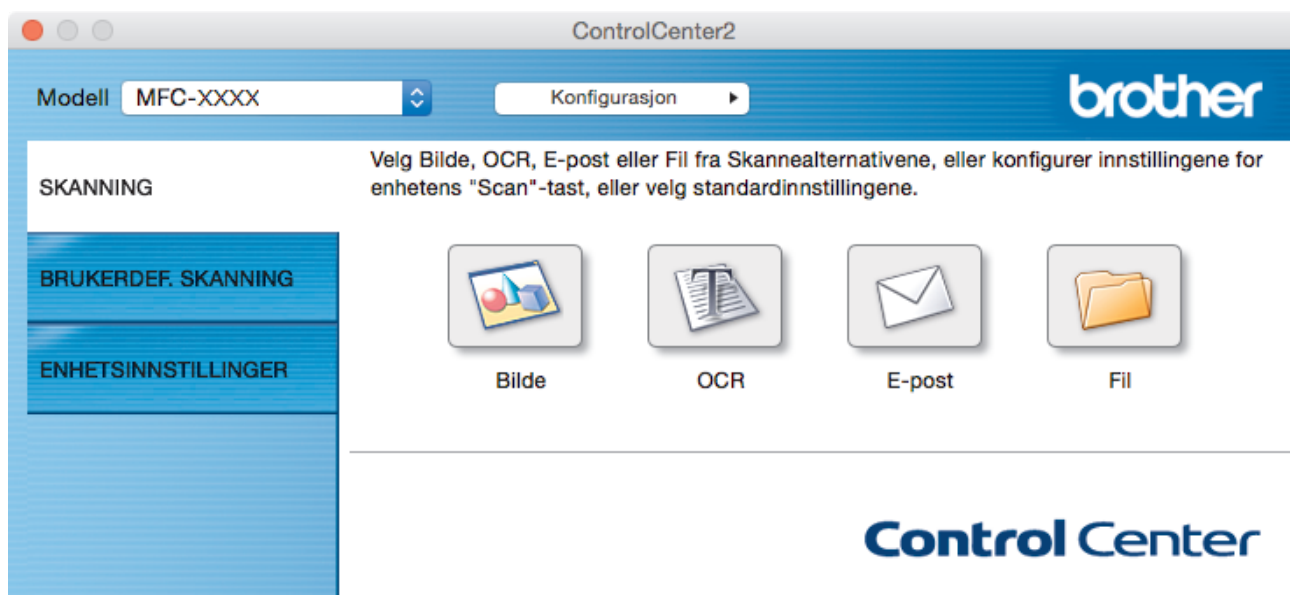 ControlCenter2
Modell MFC-XXXX Konfigurasjon brother
SKANNING
Velg Bilde, OCR, E-post eller Fil fra Skannealternativene, eller konfigurer innstillingene for
enhetens "Scan"-tast, eller velg standardinnstillingene.
BRUKERDEF. SKANNING
ENHETSINNSTILLINGER
Bilde OCR E-post Fil
Control Center